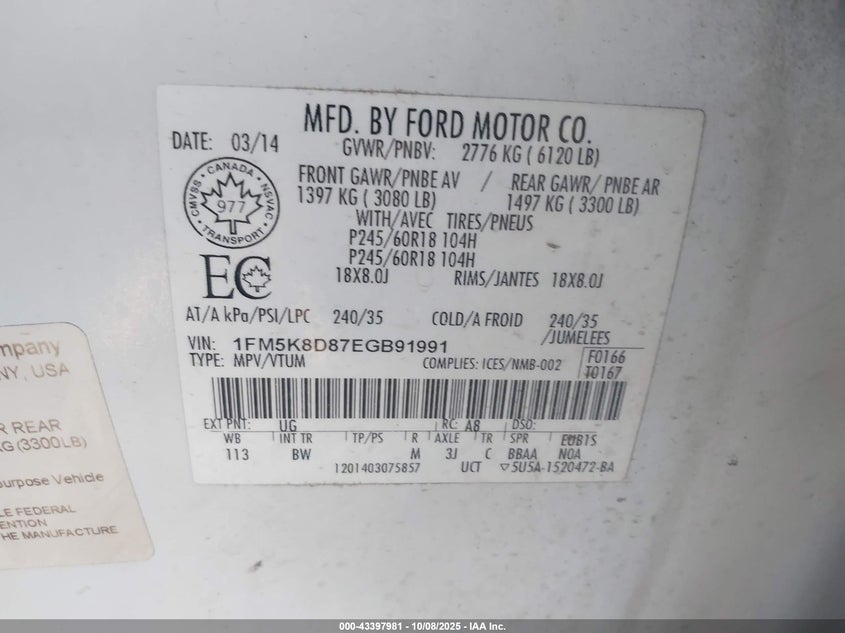 MFD. BY FORD MOTOR CO.
DATE: 03/14
GVWR/PNBV: 2776 KG ( 6120 LB)
FRONT GAWR/PNBE AV / REAR GAWR/ PNBE AR
1397 KG ( 3080 LB) 1497 KG ( 3300 LB)
WITH/AVEC TIRES/PNEUS
P245/60R18 104H
P245/60R18 104H
18X8.0J RIMS/JANTES 18X8.0J
CANADA
CMVSS NSVAC
977
TRANSPORT
EC
AT/A kPa/PSI/LPC 240/35 COLD/A FROID 240/35
/JUMELEES
VIN: 1FM5K8D87EGB91991
TYPE: MPV/VTUM COMPLIES: ICES/NMB-002
F0166
T0167
EXT PNT: UG RC: A8 DSO:
WB INT TR TP/PS R AXLE TR SPR EUB1S
113 BW M 3J C BBAA NOA
1201403075857 UCT ▽5U5A-1520472-BA
ompany
NY, USA
R REAR
KG (3300LB)
urpose Vehicle
LE FEDERAL
ENTION
HE MANUFACTURE
000-43397981 - 10/08/2025 - IAA Inc.